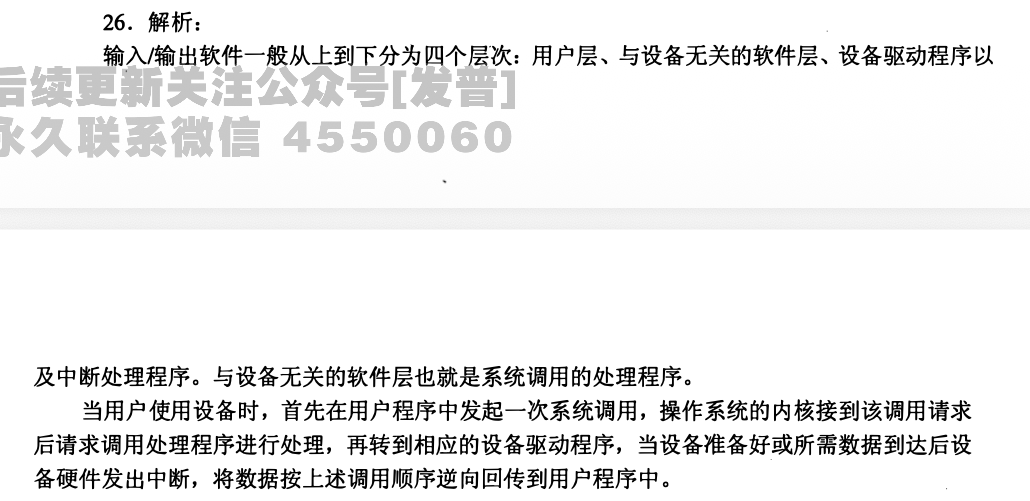 26．解析：
输入/输出软件一般从上到下分为四个层次：用户层、与设备无关的软件层、设备驱动程序以
后续更新关注公众号[发普]
永久联系微信 4550060
及中断处理程序。与设备无关的软件层也就是系统调用的处理程序。
当用户使用设备时，首先在用户程序中发起一次系统调用，操作系统的内核接到该调用请求
后请求调用处理程序进行处理，再转到相应的设备驱动程序，当设备准备好或所需数据到达后设
备硬件发出中断，将数据按上述调用顺序逆向回传到用户程序中。